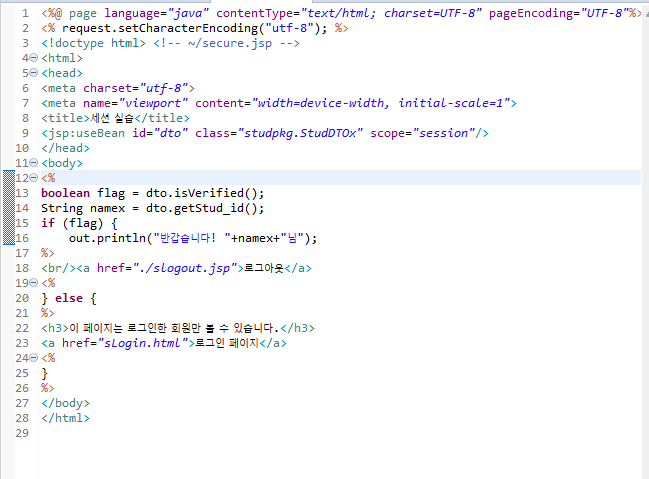 1 <%@ page language="java" contentType="text/html; charset=UTF-8" pageEncoding="UTF-8"%>
2 <% request.setCharacterEncoding("utf-8"); %>
3 <!doctype html> <!-- ~/secure.jsp -->
4 <html>
5 <head>
6 <meta charset="utf-8">
7 <meta name="viewport" content="width=device-width, initial-scale=1">
8 <title>세션 실습</title>
9 <jsp:useBean id="dto" class="studpkg.StudDTOx" scope="session"/>
10 </head>
11 <body>
12 <%
13 boolean flag = dto.isVerified();
14 String namex = dto.getStud_id();
15 if (flag) {
16     out.println("반갑습니다! "+namex+"님");
17 %>
18 <br/><a href="./slogout.jsp">로그아웃</a>
19 <%
20 } else {
21 %>
22 <h3>이 페이지는 로그인한 회원만 볼 수 있습니다.</h3>
23 <a href="sLogin.html">로그인 페이지</a>
24 <%
25 }
26 %>
27 </body>
28 </html>
29